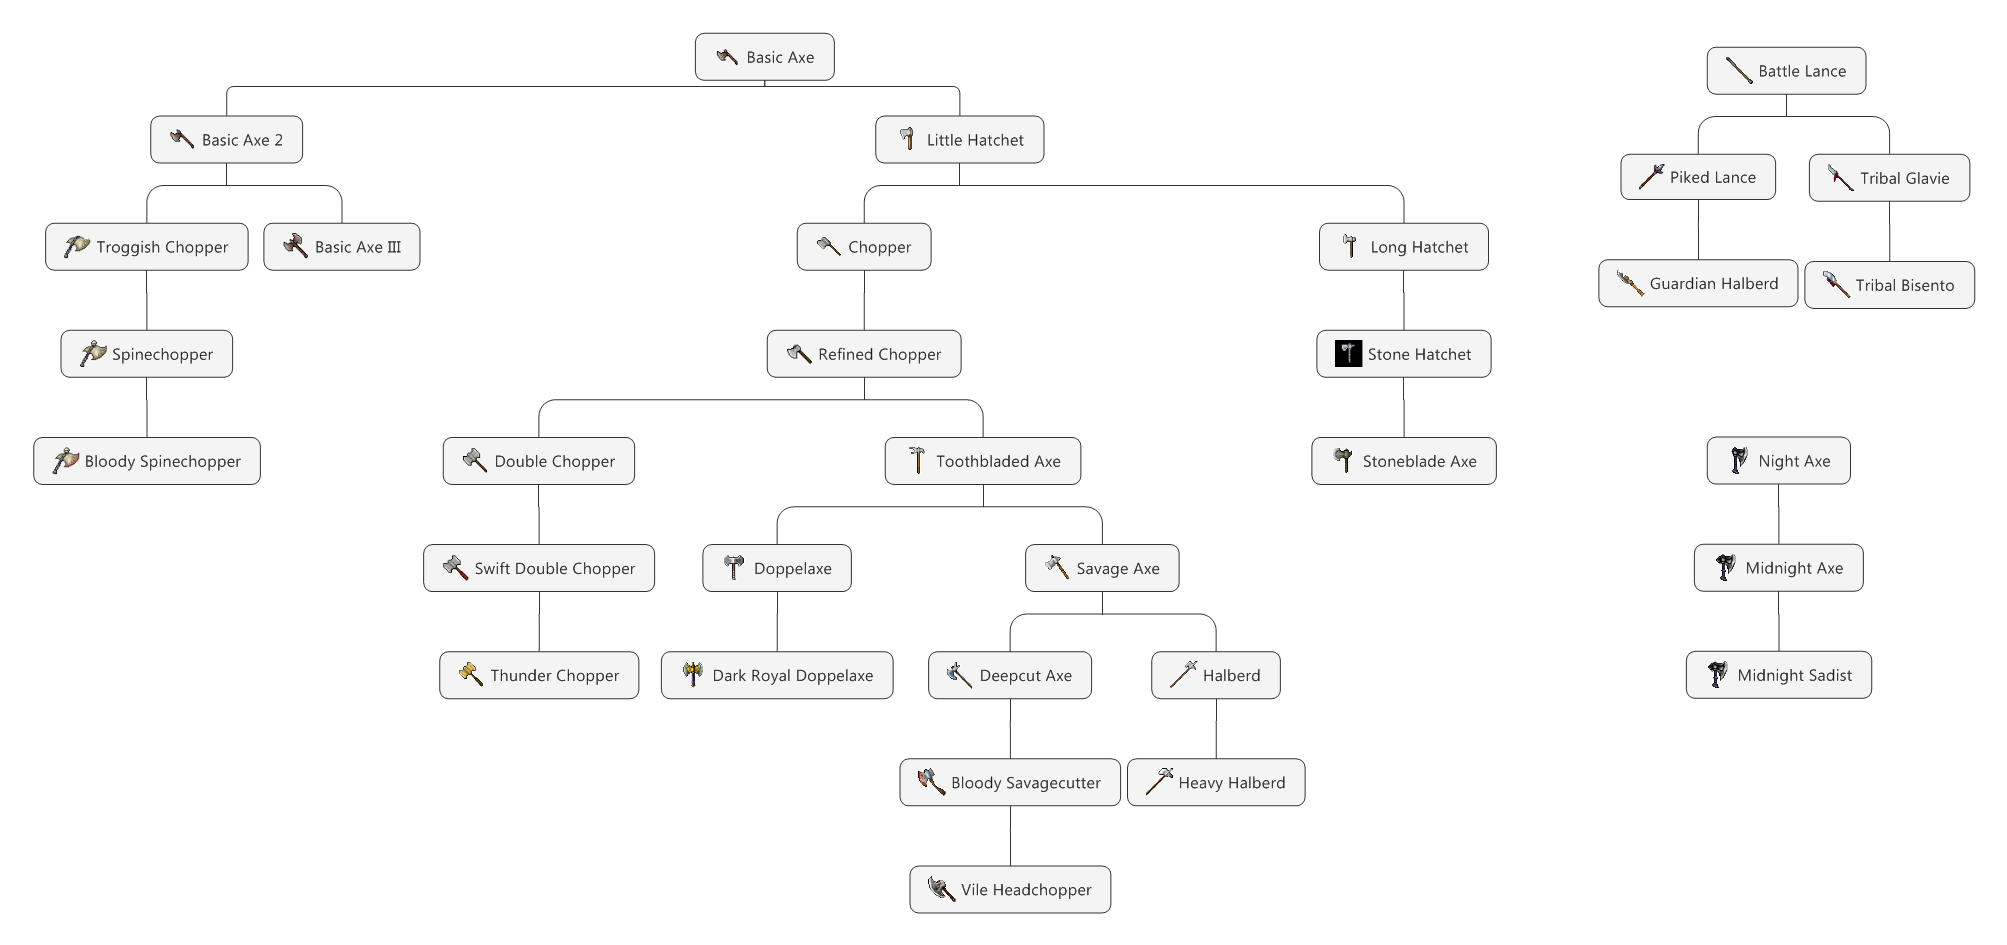 Basic Axe
Battle Lance
Basic Axe 2
Little Hatchet
Piked Lance
Tribal Glavie
Troggish Chopper
Basic Axe III
Chopper
Long Hatchet
Guardian Halberd
Tribal Bisento
Spinechopper
Refined Chopper
Stone Hatchet
Bloody Spinechopper
Double Chopper
Toothbladed Axe
Stoneblade Axe
Night Axe
Swift Double Chopper
Doppelaxe
Savage Axe
Midnight Axe
Thunder Chopper
Dark Royal Doppelaxe
Deepcut Axe
Halberd
Midnight Sadist
Bloody Savagecutter
Heavy Halberd
Vile Headchopper